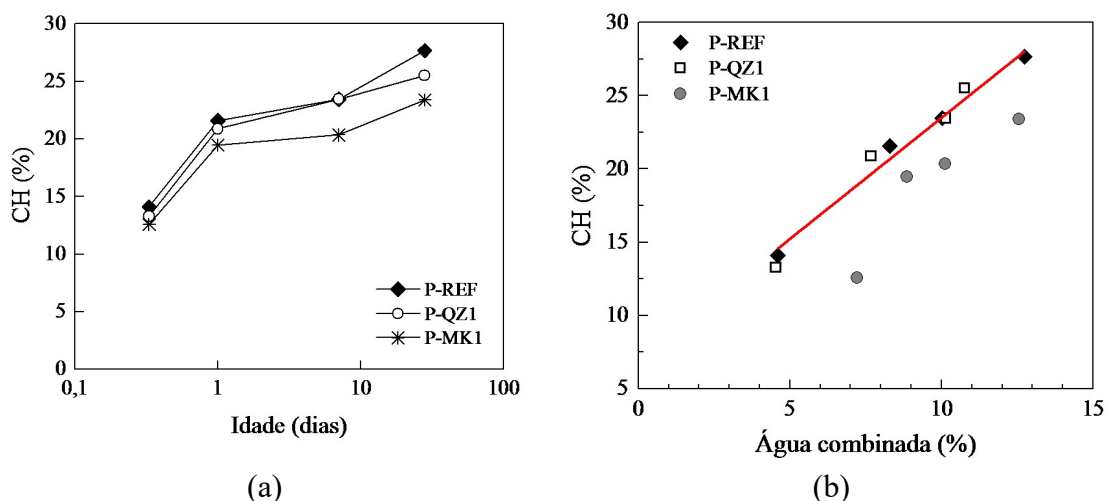 30
25
20
15
10
5
0
CH (%)
P-REF
P-QZ1
P-MK1
0,1
1
10
100
Idade (dias)
(a)
30
25
20
15
10
5
CH (%)
P-REF
P-QZ1
P-MK1
0
5
10
15
Água combinada (%)
(b)